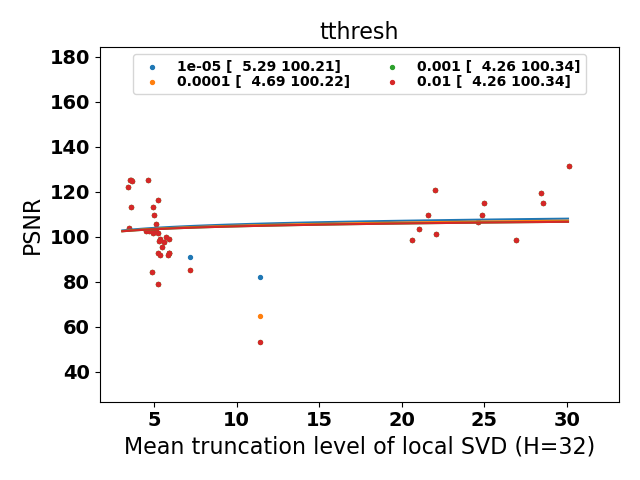 tthresh
1e-05 [  5.29 100.21]
0.0001 [  4.69 100.22]
0.001 [  4.26 100.34]
0.01 [  4.26 100.34]
PSNR
180
160
140
120
100
80
60
40
5 10 15 20 25 30
Mean truncation level of local SVD (H=32)